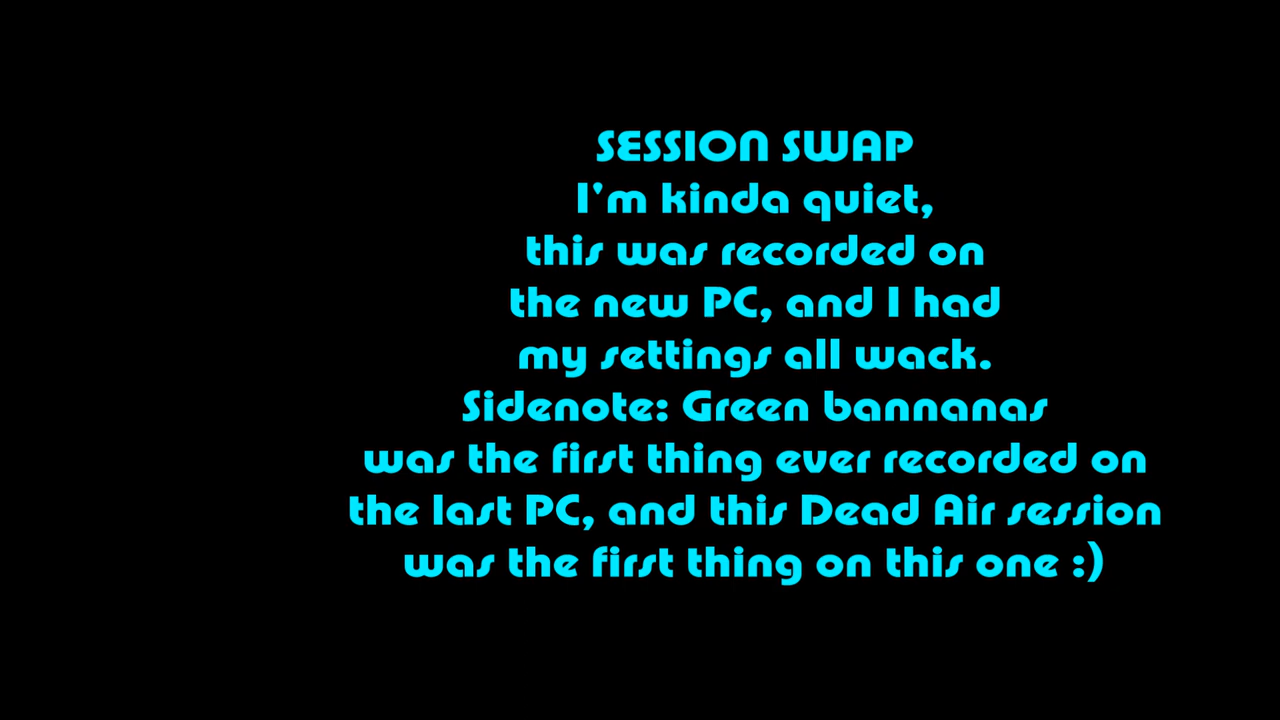 SESSION SWAP
I'm kinda quiet,
this was recorded on
the new PC, and I had
my settings all wack.
Sidenote: Green bannanas
was the first thing ever recorded on
the last PC, and this Dead Air session
was the first thing on this one :)